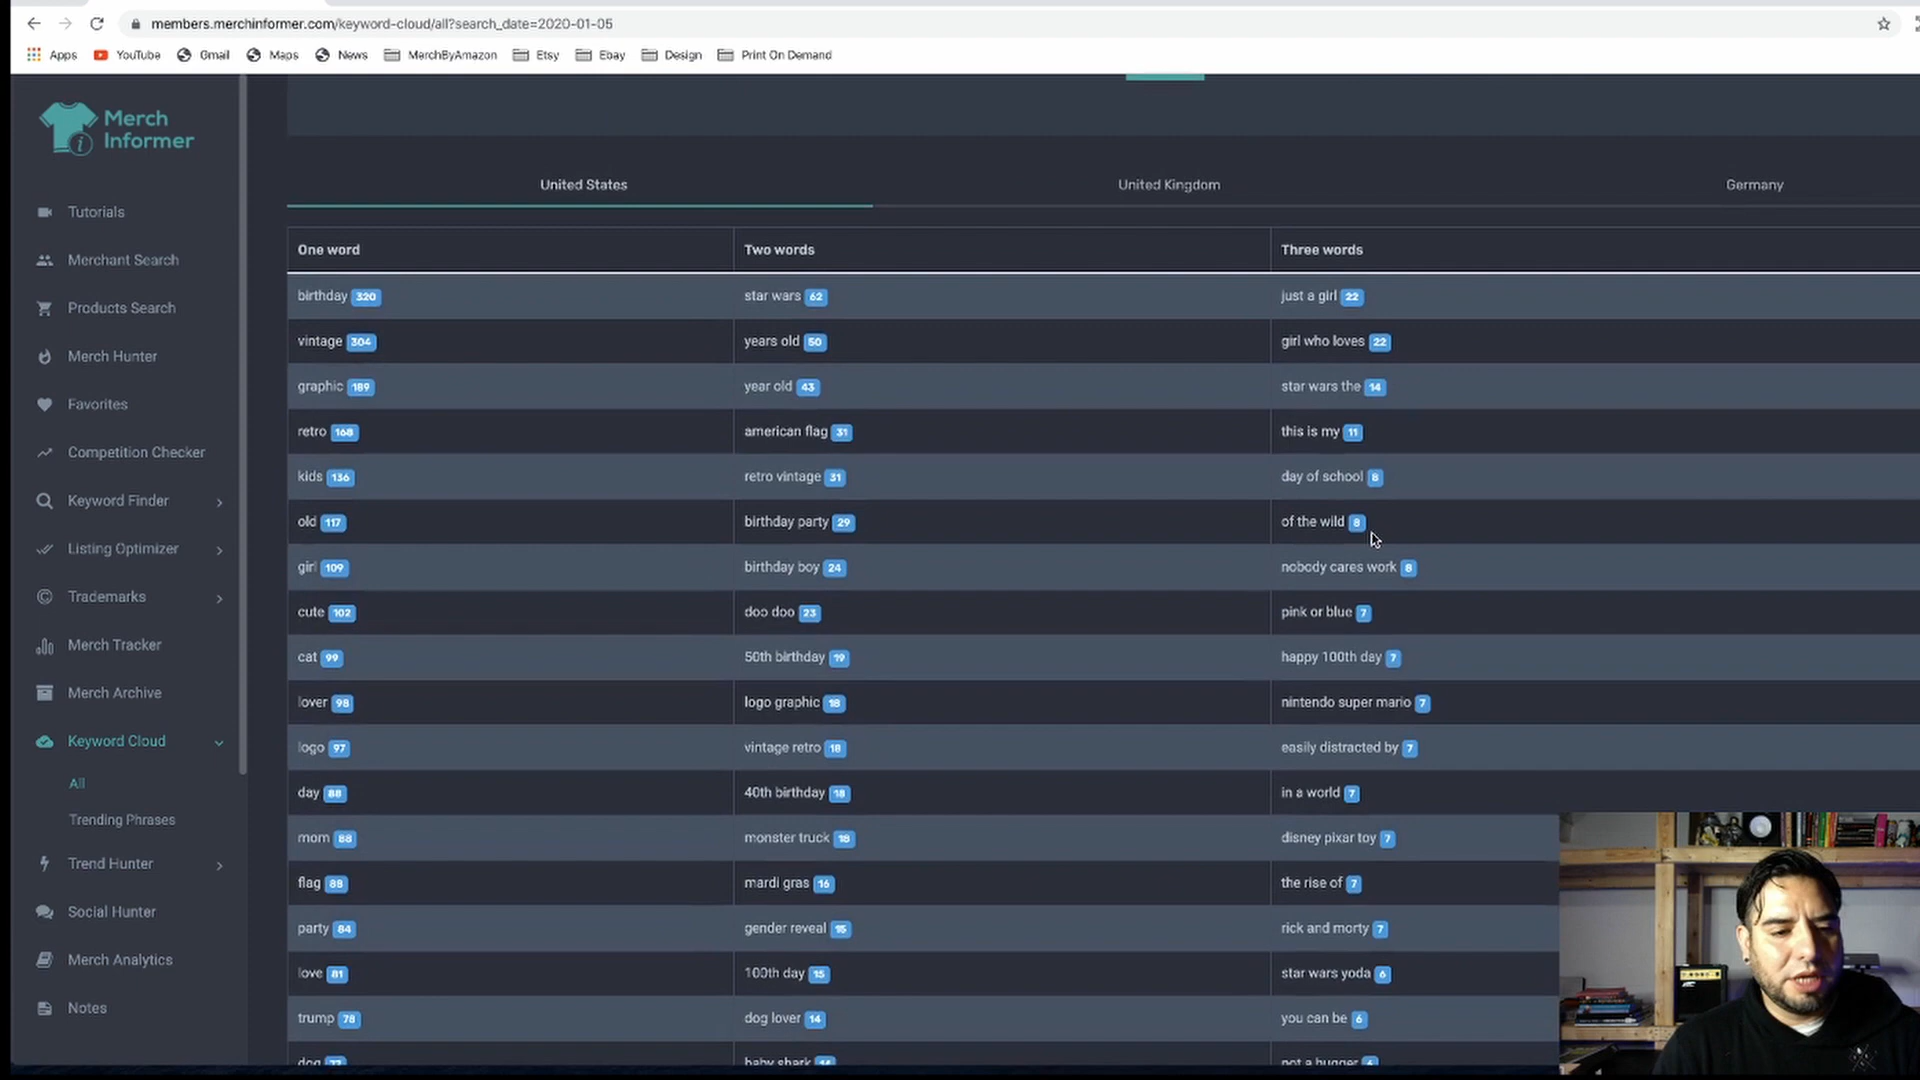 members.merchinformer.com/keyword-cloud/all?search_date=2020-01-05
Apps YouTube Gmail Maps News MerchByAmazon Etsy Ebay Design Print On Demand
Merch
Informer
Tutorials
Merchant Search
Products Search
Merch Hunter
Favorites
Competition Checker
Keyword Finder
Listing Optimizer
Trademarks
Merch Tracker
Merch Archive
Keyword Cloud
All
Trending Phrases
Trend Hunter
Social Hunter
Merch Analytics
Notes
United States United Kingdom Germany
One word Two words Three words
birthday 320 star wars 62 just a girl 22
vintage 304 years old 50 girl who loves 22
graphic 189 year old 43 star wars the 14
retro 168 american flag 31 this is my 11
kids 136 retro vintage 31 day of school 8
old 117 birthday party 29 of the wild 8
girl 109 birthday boy 24 nobody cares work 8
cute 102 doo doo 23 pink or blue 7
cat 99 50th birthday 19 happy 100th day 7
lover 98 logo graphic 18 nintendo super mario 7
logo 97 vintage retro 18 easily distracted by 7
day 88 40th birthday 18 in a world 7
mom 88 monster truck 18 disney pixar toy 7
flag 85 mardi gras 16 the rise of 7
party 84 gender reveal 15 rick and morty 7
love 81 100th day 15 star wars yoda 6
trump 78 dog lover 14 you can be 6
dog baby shark 14 not a hugger